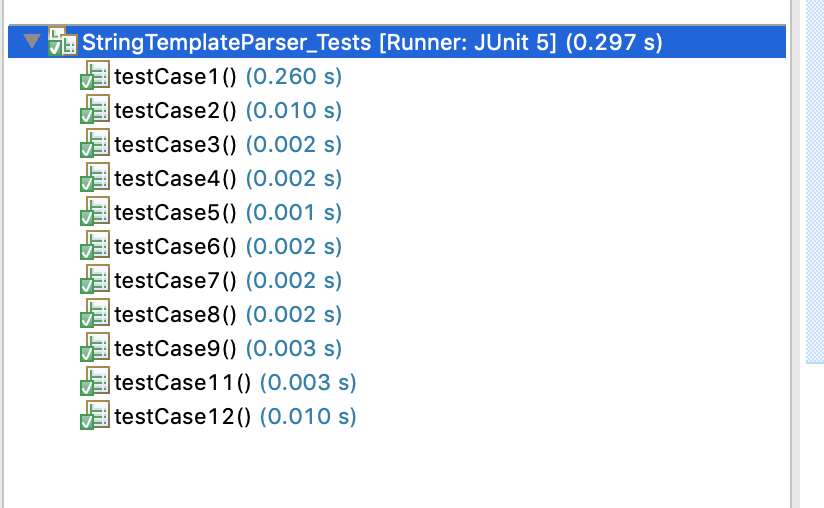 StringTemplateParser_Tests [Runner: JUnit 5] (0.297 s)
testCase1() (0.260 s)
testCase2() (0.010 s)
testCase3() (0.002 s)
testCase4() (0.002 s)
testCase5() (0.001 s)
testCase6() (0.002 s)
testCase7() (0.002 s)
testCase8() (0.002 s)
testCase9() (0.003 s)
testCase11() (0.003 s)
testCase12() (0.010 s)